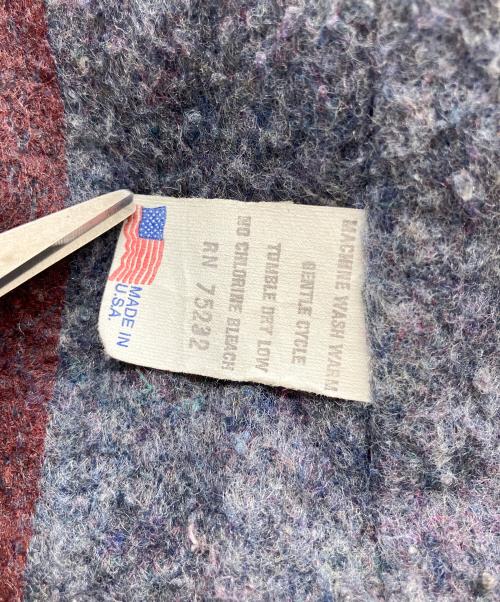 MACHINE WASH WARM
GENTLE CYCLE
TUMBLE DRY LOW
NO CHLORINE BLEACH
RN 75232
MADE IN
U.S.A.